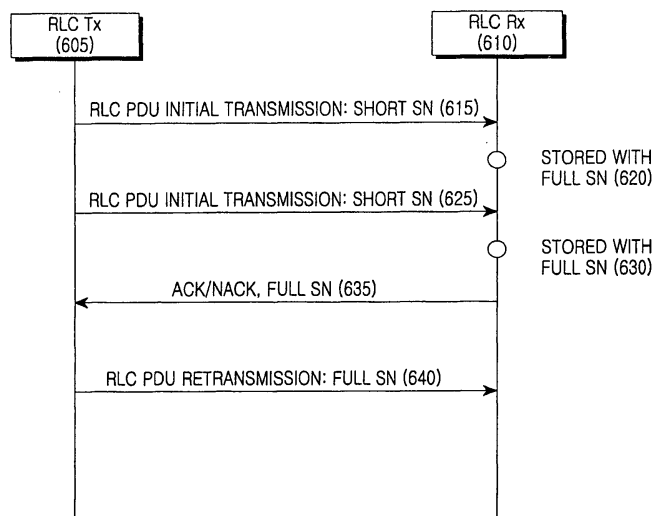 RLC Tx
(605)
RLC Rx
(610)
RLC PDU INITIAL TRANSMISSION: SHORT SN (615)
STORED WITH
FULL SN (620)
RLC PDU INITIAL TRANSMISSION: SHORT SN (625)
STORED WITH
FULL SN (630)
ACK/NACK, FULL SN (635)
RLC PDU RETRANSMISSION: FULL SN (640)